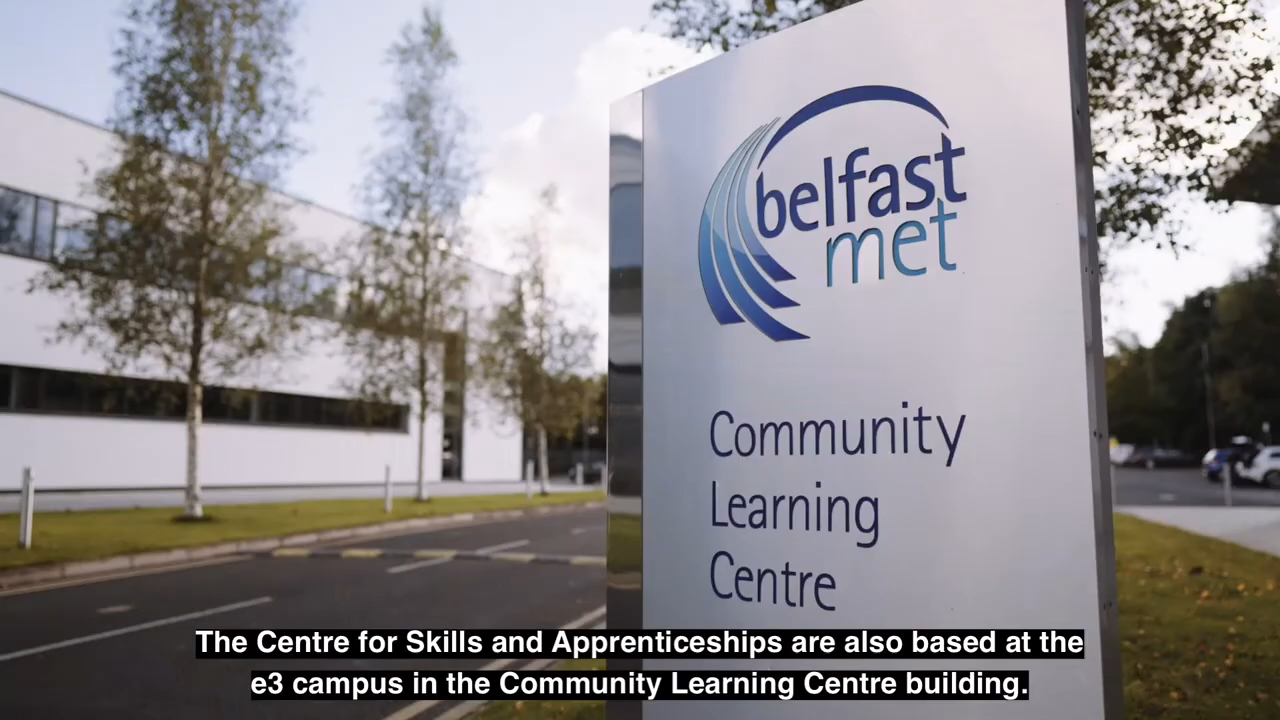 belfast
met
Community
Learning
Centre
The Centre for Skills and Apprenticeships are also based at the
e3 campus in the Community Learning Centre building.